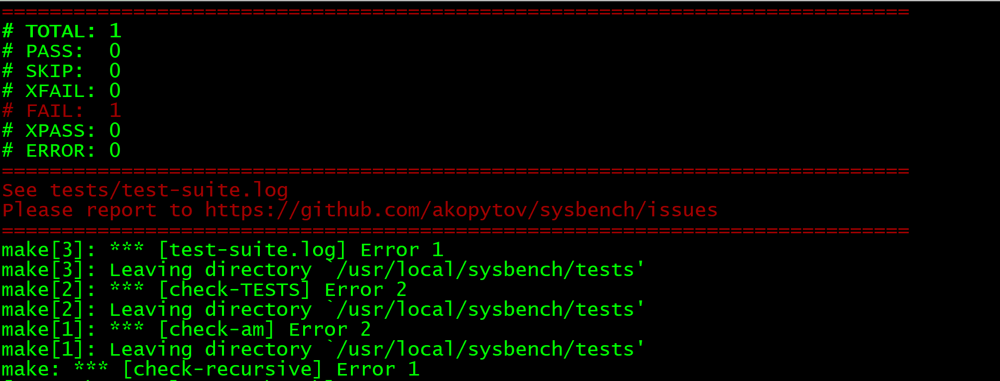 ============================================================================
# TOTAL: 1
# PASS:  0
# SKIP:  0
# XFAIL: 0
# FAIL:  1
# XPASS: 0
# ERROR: 0
============================================================================
See tests/test-suite.log
Please report to https://github.com/akopytov/sysbench/issues
============================================================================
make[3]: *** [test-suite.log] Error 1
make[3]: Leaving directory `/usr/local/sysbench/tests'
make[2]: *** [check-TESTS] Error 2
make[2]: Leaving directory `/usr/local/sysbench/tests'
make[1]: *** [check-am] Error 2
make[1]: Leaving directory `/usr/local/sysbench/tests'
make: *** [check-recursive] Error 1